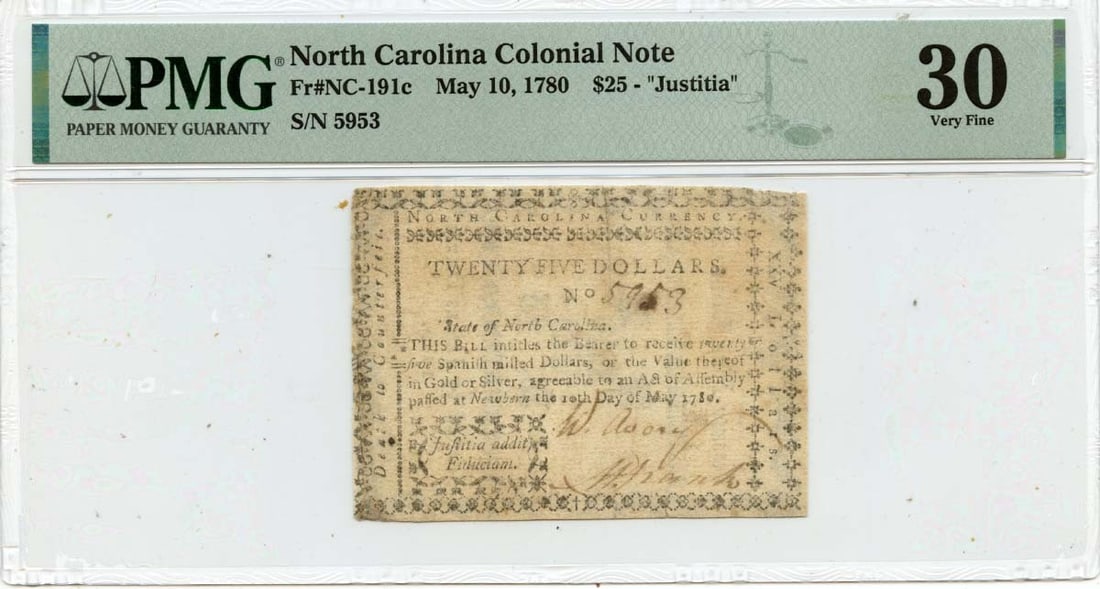 PMG®
PAPER MONEY GUARANTY
North Carolina Colonial Note
Fr#NC-191c May 10, 1780 $25 - "Justitia"
S/N 5953
30
Very Fine
NORTH CAROLINA CURRENCY.
TWENTY FIVE DOLLARS.
No 5953
State of North Carolina.
THIS BILL intitles the Bearer to receive twenty
five Spanish milled Dollars, or the Value thereof
in Gold or Silver, agreeable to an Act of Assembly
passed at Newbern the 10th Day of May 1780.
Justitia addit
Fiduciam.
W. Avory
Death to Counterfeit
XXV Dollars